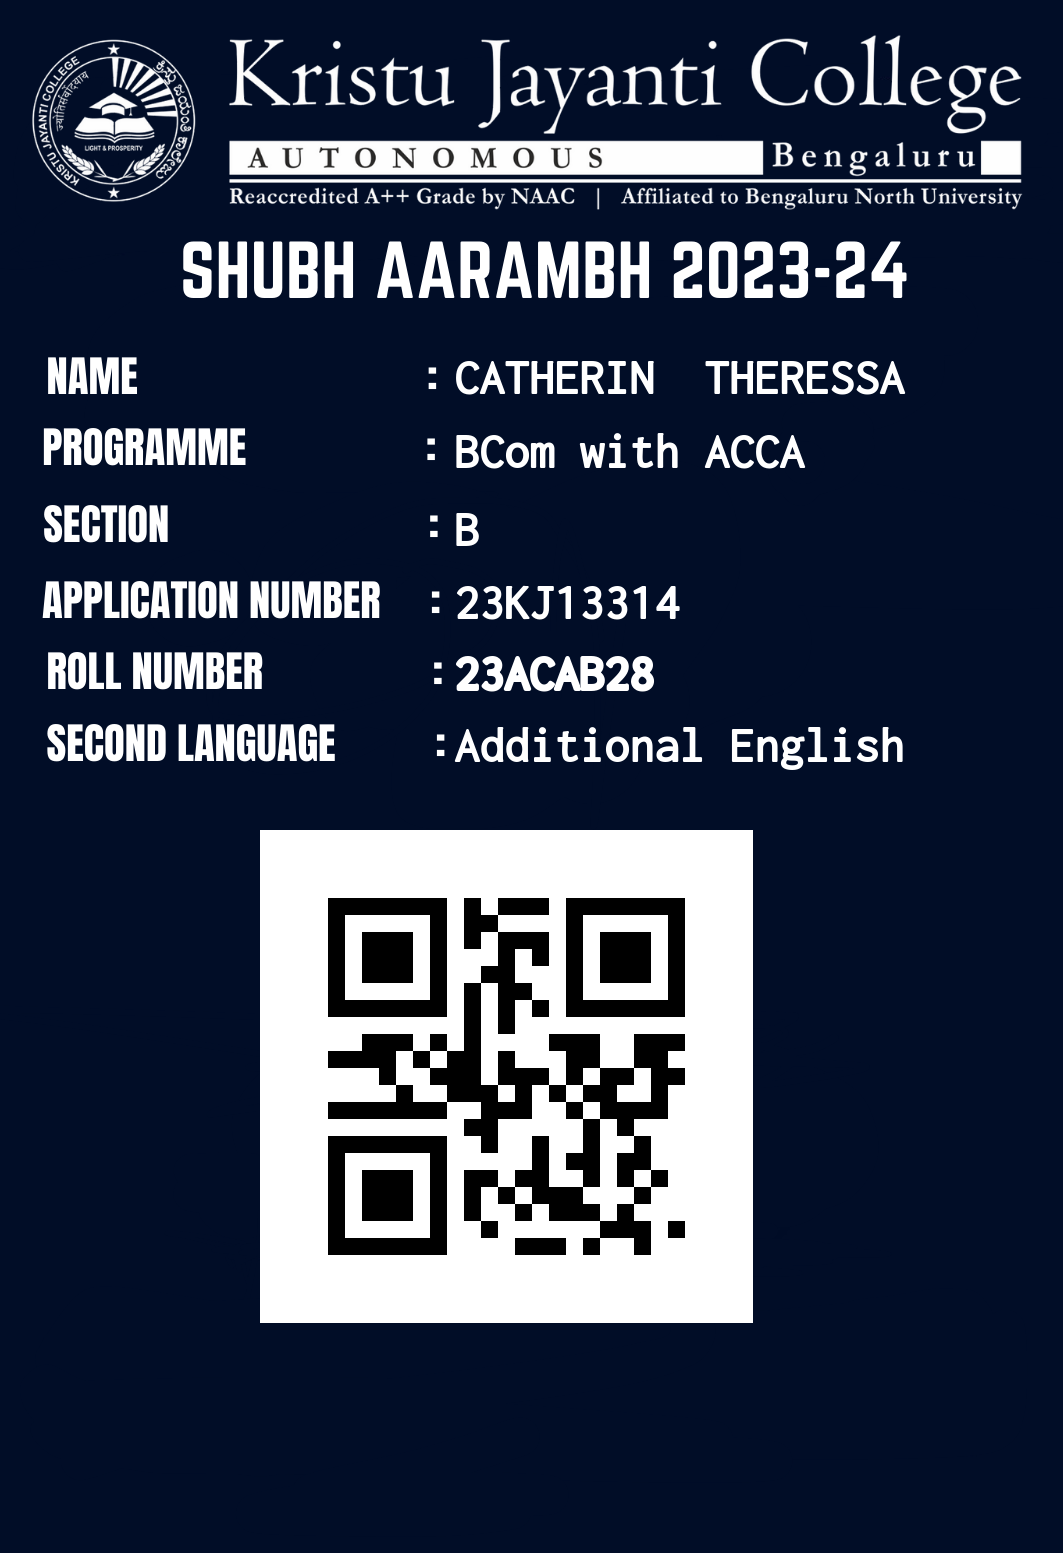 Kristu Jayanti College
AUTONOMOUS Bengaluru
Reaccredited A++ Grade by NAAC | Affiliated to Bengaluru North University
KRISTU JAYANTI COLLEGE
LIGHT & PROSPERITY
SHUBH AARAMBH 2023-24
NAME : CATHERIN THERESSA
PROGRAMME : BCom with ACCA
SECTION : B
APPLICATION NUMBER : 23KJ13314
ROLL NUMBER : 23ACAB28
SECOND LANGUAGE : Additional English